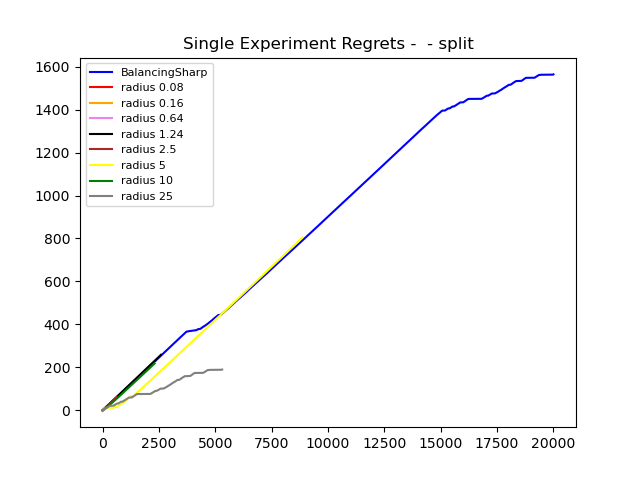 Single Experiment Regrets -  - split
1600
1400
1200
1000
800
600
400
200
0
BalancingSharp
radius 0.08
radius 0.16
radius 0.64
radius 1.24
radius 2.5
radius 5
radius 10
radius 25
0 2500 5000 7500 10000 12500 15000 17500 20000